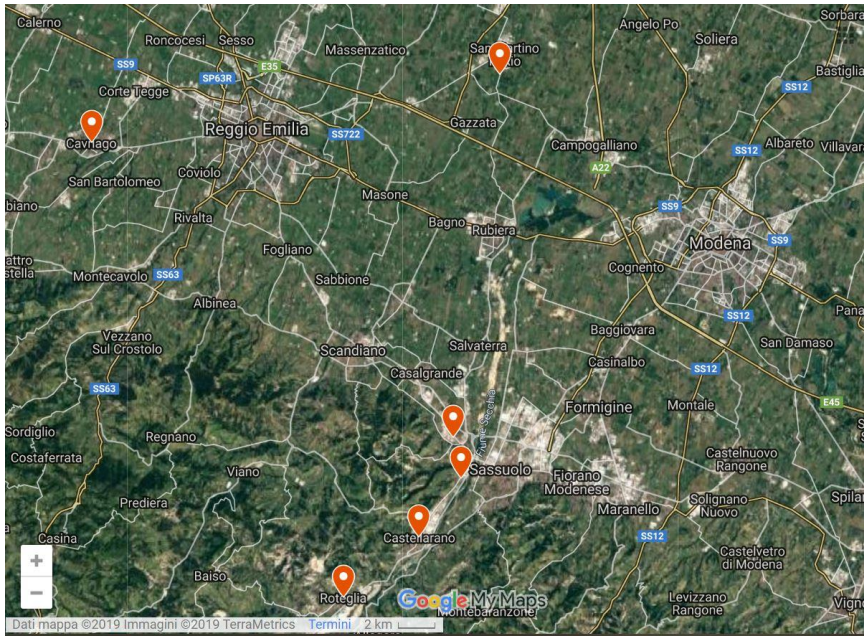 Calerno
Roncocesi
Sesso
Massenzatico
San Martino
Angelo Po
Soliera
Sorbara
SS9
SP63R
E35
Bastiglia
SS12
Corte Tegge
Reggio Emilia
SS722
Gazzata
Campogalliano
SS12
Albareto
Villavara
Cavriago
A22
San Bartolomeo
Coviolo
Masone
Rivalta
SS9
Bagno
Rubiera
Modena
SS9
Fogliano
Cognento
Montecavolo
SS63
Sabbione
Albinea
SS12
Baggiovara
San Damaso
Vezzano
Sul Crostolo
Scandiano
Salvaterra
Casinalbo
Casalgrande
SS12
SS63
E45
Formigine
Montale
Fiume Secchia
Sordiglio
Regnano
Costaferrata
Viano
Sassuolo
Fiorano
Modenese
Castelnuovo
Rangone
Prediera
Maranello
Solignano
Nuovo
Casina
Castellarano
SS12
Castelvetro
di Modena
Baiso
Roteglia
Google My Maps
Montebaranzone
Levizzano
Rangone
+
−
Dati mappa ©2019 Immagini ©2019 TerraMetrics
Termini
2 km